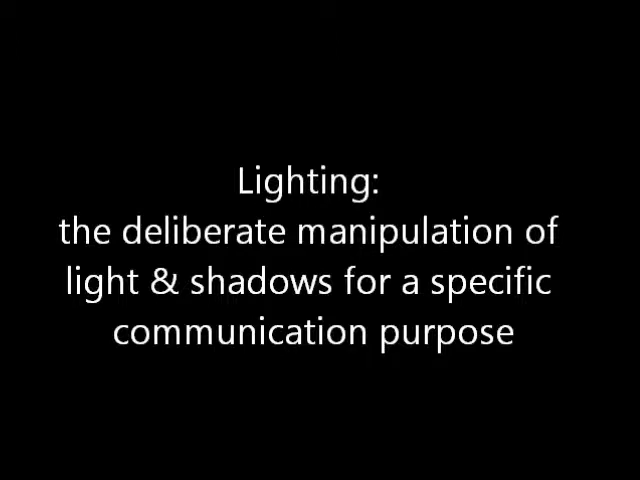 Lighting:
the deliberate manipulation of
light & shadows for a specific
communication purpose